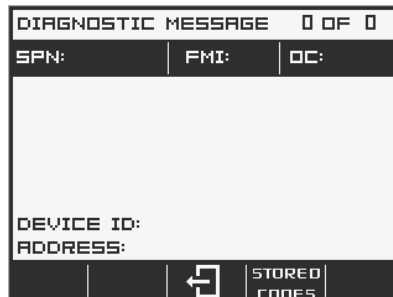 DIAGNOSTIC MESSAGE 0 OF 0
SPN: FMI: OC:
DEVICE ID:
ADDRESS:
STORED
CODES